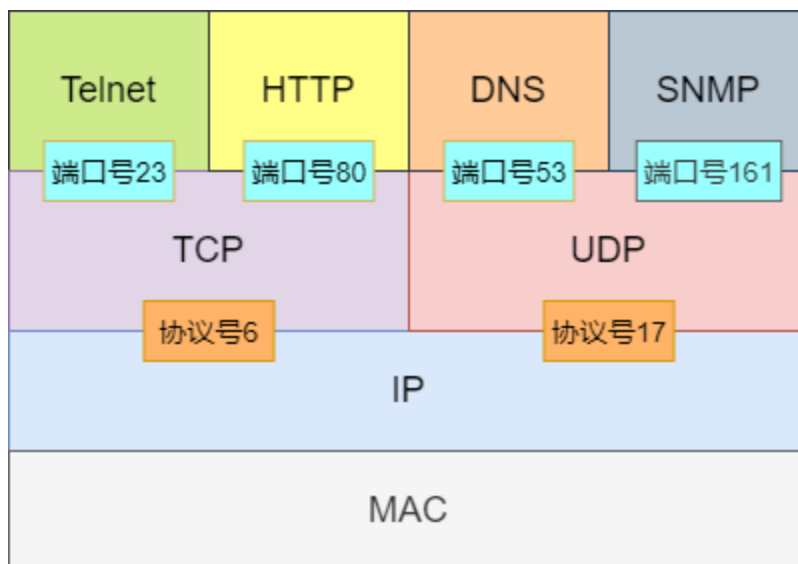 Telnet
HTTP
DNS
SNMP
端口号23
端口号80
端口号53
端口号161
TCP
UDP
协议号6
协议号17
IP
MAC